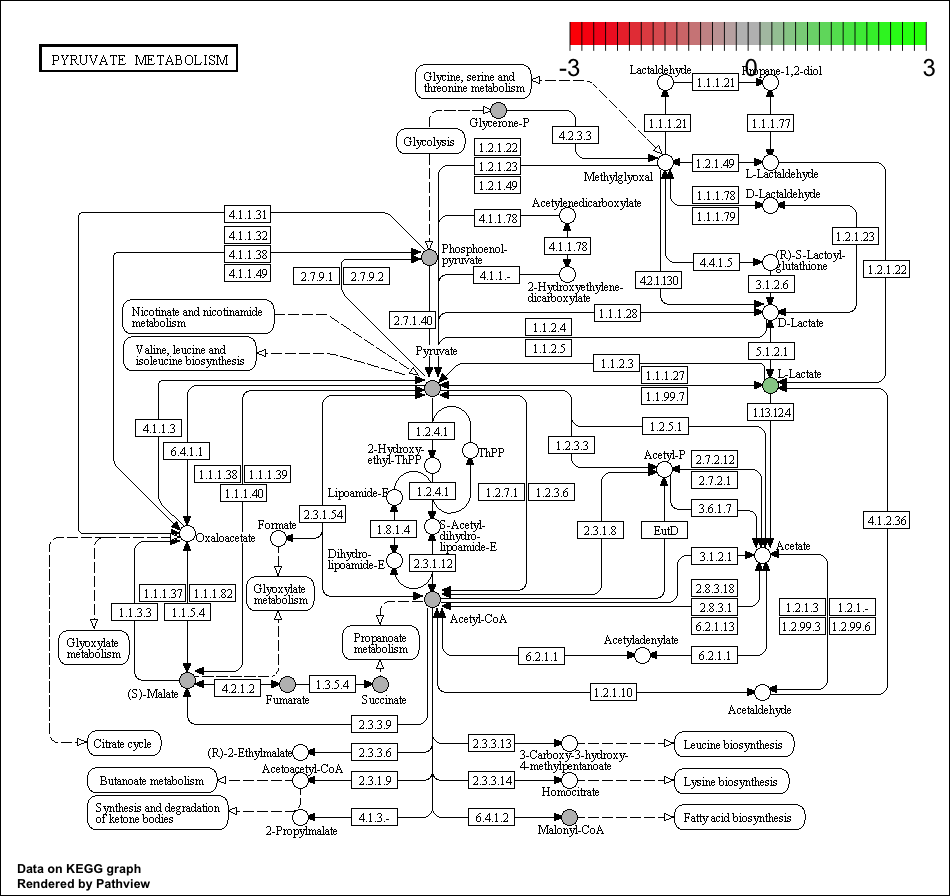 PYRUVATE METABOLISM
-3
0
3
Glycine, serine and
threonine metabolism
Lactaldehyde
1.1.1.21
Propane-1,2-diol
Glycerone-P
Glycolysis
4.2.3.3
1.1.1.21
1.1.1.77
1.2.1.22
1.2.1.23
1.2.1.49
Methylglyoxal
1.2.1.49
L-Lactaldehyde
D-Lactaldehyde
1.1.1.78
1.1.1.79
4.1.1.31
4.1.1.32
4.1.1.38
4.1.1.49
Acetylenedicarboxylate
4.1.1.78
4.1.1.78
1.2.1.23
Phosphoenol-
pyruvate
2.7.9.1
2.7.9.2
4.1.1.-
2-Hydroxyethylene-
dicarboxylate
4.4.1.5
(R)-S-Lactoyl-
glutathione
1.2.1.22
4.2.1.130
3.1.2.6
Nicotinate and nicotinamide
metabolism
2.7.1.40
1.1.1.28
D-Lactate
1.1.2.4
1.1.2.5
Valine, leucine and
isoleucine biosynthesis
Pyruvate
5.1.2.1
1.1.2.3
1.1.1.27
1.1.99.7
L-Lactate
1.13.12.4
4.1.1.3
6.4.1.1
1.2.4.1
1.2.5.1
1.2.3.3
2-Hydroxy-
ethyl-ThPP
ThPP
Acetyl-P
2.7.2.12
2.7.2.1
1.1.1.38
1.1.1.39
1.1.1.40
Lipoamide-E
1.2.4.1
1.2.7.1
1.2.3.6
3.6.1.7
2.3.1.54
Formate
1.8.1.4
S-Acetyl-
dihydro-
lipoamide-E
2.3.1.8
EutD
4.1.2.36
Oxaloacetate
Dihydro-
lipoamide-E
2.3.1.12
3.1.2.1
Acetate
Glyoxylate
metabolism
1.1.1.37
1.1.1.82
1.1.3.3
1.1.5.4
Acetyl-CoA
2.8.3.18
2.8.3.1
6.2.1.13
1.2.1.3
1.2.1.-
1.2.99.3
1.2.99.6
Glyoxylate
metabolism
Propanoate
metabolism
Acetyladenylate
6.2.1.1
6.2.1.1
(S)-Malate
4.2.1.2
Fumarate
1.3.5.4
Succinate
1.2.1.10
Acetaldehyde
2.3.3.9
Citrate cycle
(R)-2-Ethylmalate
2.3.3.6
2.3.3.13
3-Carboxy-3-hydroxy-
4-methylpentanoate
Leucine biosynthesis
Butanoate metabolism
Acetoacetyl-CoA
2.3.1.9
2.3.3.14
Homocitrate
Lysine biosynthesis
Synthesis and degradation
of ketone bodies
2-Propylmalate
4.1.3.-
6.4.1.2
Malonyl-CoA
Fatty acid biosynthesis
Data on KEGG graph
Rendered by Pathview